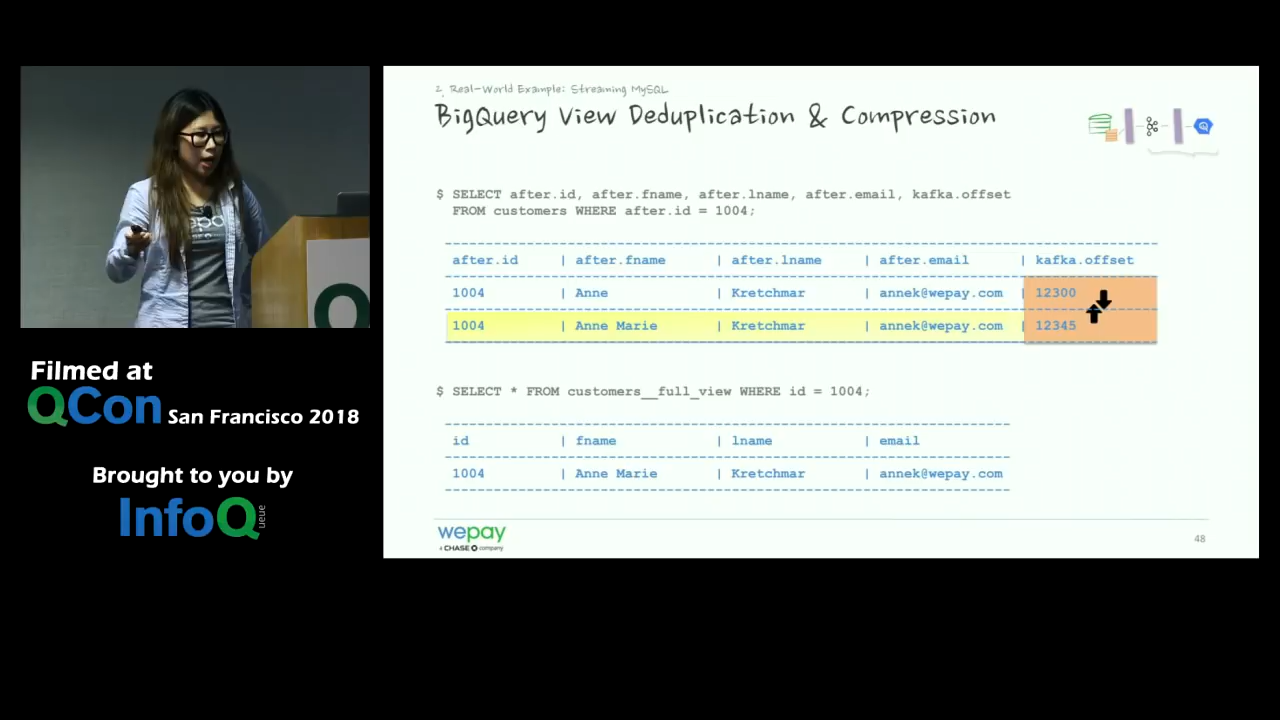 2. Real-World Example: Streaming MySQL
BigQuery View Deduplication & Compression
$ SELECT after.id, after.fname, after.lname, after.email, kafka.offset
FROM customers WHERE after.id = 1004;
after.id | after.fname | after.lname | after.email | kafka.offset
1004 | Anne | Kretchmar | annek@wepay.com | 12300
1004 | Anne Marie | Kretchmar | annek@wepay.com | 12345
$ SELECT * FROM customers__full_view WHERE id = 1004;
id | fname | lname | email
1004 | Anne Marie | Kretchmar | annek@wepay.com
wepay
a CHASE company
48
Filmed at
QCon San Francisco 2018
Brought to you by
InfoQueue